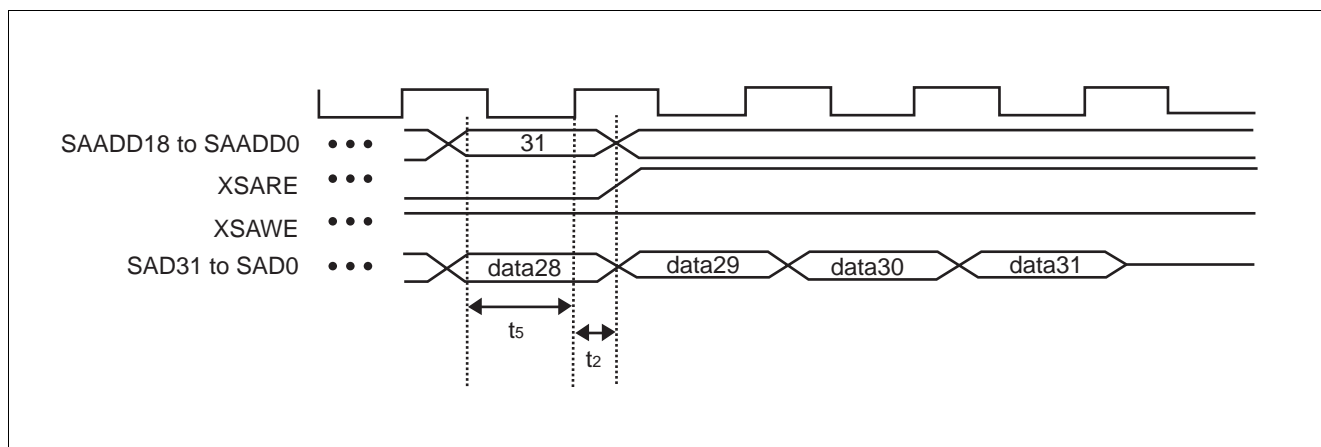 SAADD18 to SAADD0 ••• 31
XSARE •••
XSAWE •••
SAD31 to SAD0 ••• data28 data29 data30 data31
t5
t2